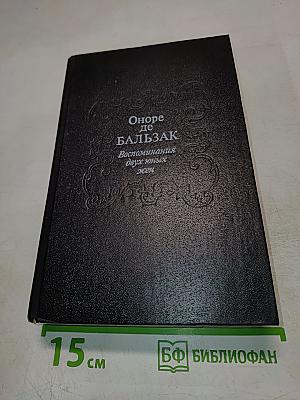 Оноре
де
БАЛЬЗАК
Воспоминания
двух юных
жен
15 см
БФ БИБЛИОФАН